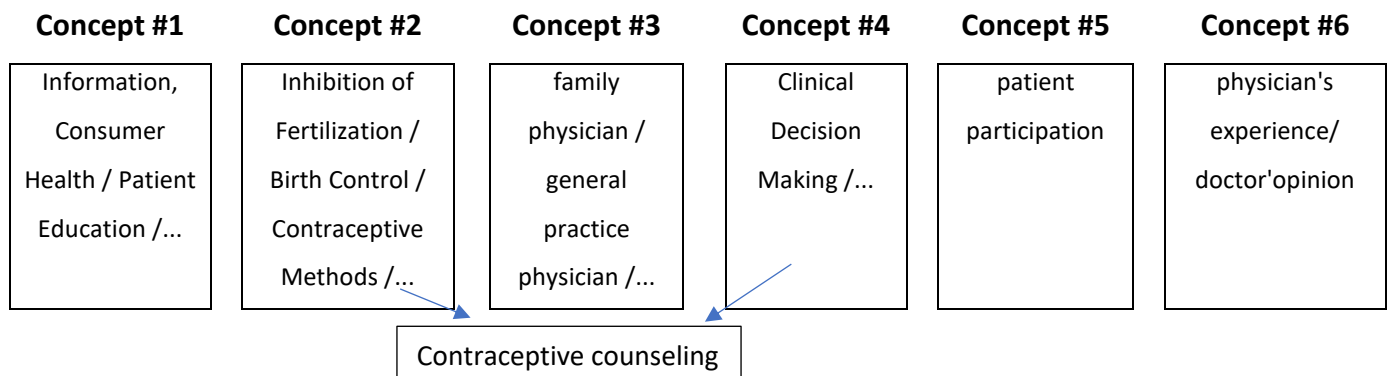 Concept #1
Information,
Consumer
Health / Patient
Education /...
Concept #2
Inhibition of
Fertilization /
Birth Control /
Contraceptive
Methods /...
Concept #3
family
physician /
general
practice
physician /...
Concept #4
Clinical
Decision
Making /...
Concept #5
patient
participation
Concept #6
physician's
experience/
doctor'opinion
Contraceptive counseling